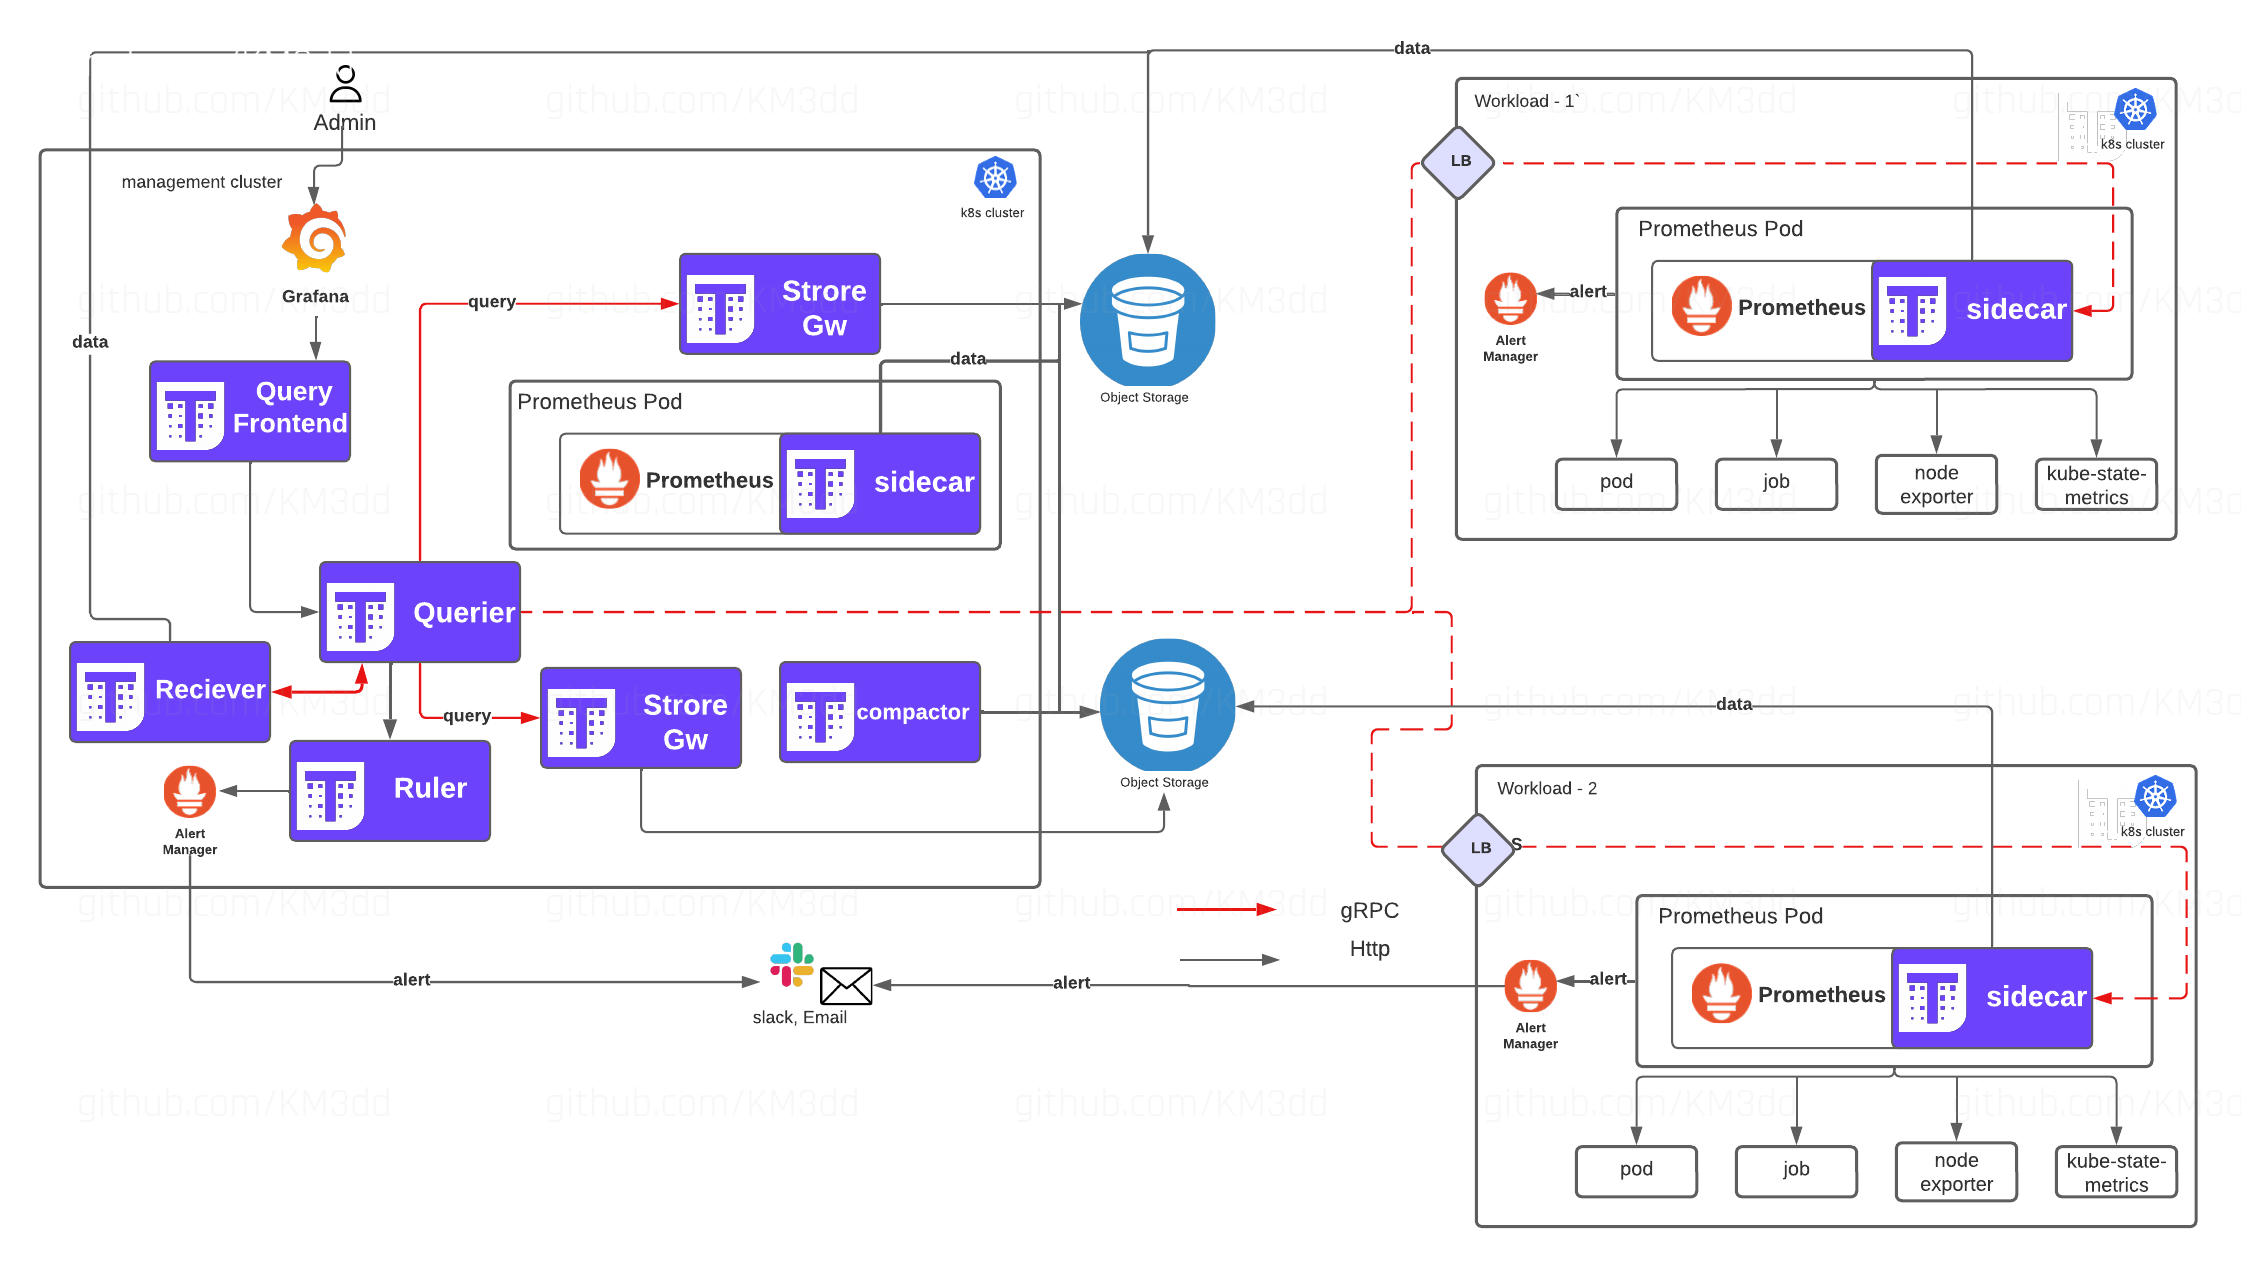 data
Admin
management cluster
k8s cluster
Grafana
data
query
Strore
Gw
data
Object Storage
Query
Frontend
Prometheus Pod
Prometheus
sidecar
Querier
Reciever
query
Strore
Gw
compactor
Object Storage
Ruler
Alert
Manager
alert
slack, Email
alert
gRPC
Http
Workload - 1`
k8s cluster
LB
Prometheus Pod
alert
Prometheus
sidecar
Alert
Manager
pod
job
node
exporter
kube-state-
metrics
data
Workload - 2
k8s cluster
LB
S
Prometheus Pod
alert
Prometheus
sidecar
Alert
Manager
pod
job
node
exporter
kube-state-
metrics
github.com/KM3dd